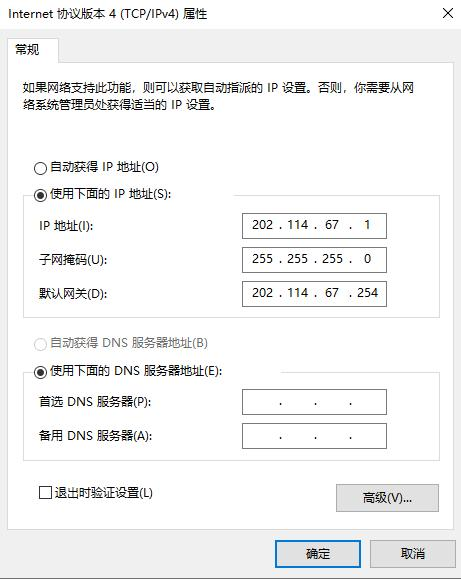 Internet 协议版本 4 (TCP/IPv4) 属性
常规
如果网络支持此功能，则可以获取自动指派的 IP 设置。否则，你需要从网
络系统管理员处获得适当的 IP 设置。
自动获得 IP 地址(O)
使用下面的 IP 地址(S):
IP 地址(I): 202 . 114 . 67 . 1
子网掩码(U): 255 . 255 . 255 . 0
默认网关(D): 202 . 114 . 67 . 254
自动获得 DNS 服务器地址(B)
使用下面的 DNS 服务器地址(E):
首选 DNS 服务器(P): . . .
备用 DNS 服务器(A): . . .
退出时验证设置(L)
高级(V)...
确定 取消